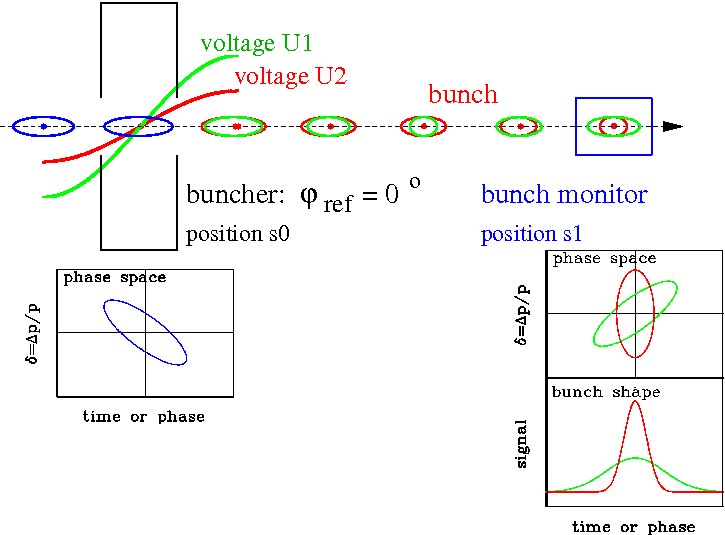 voltage U1
voltage U2
bunch
buncher: φ ref = 0 o
position s0
bunch monitor
position s1
phase space
δ=Δp/p
time or phase
phase space
δ=Δp/p
bunch shape
signal
time or phase